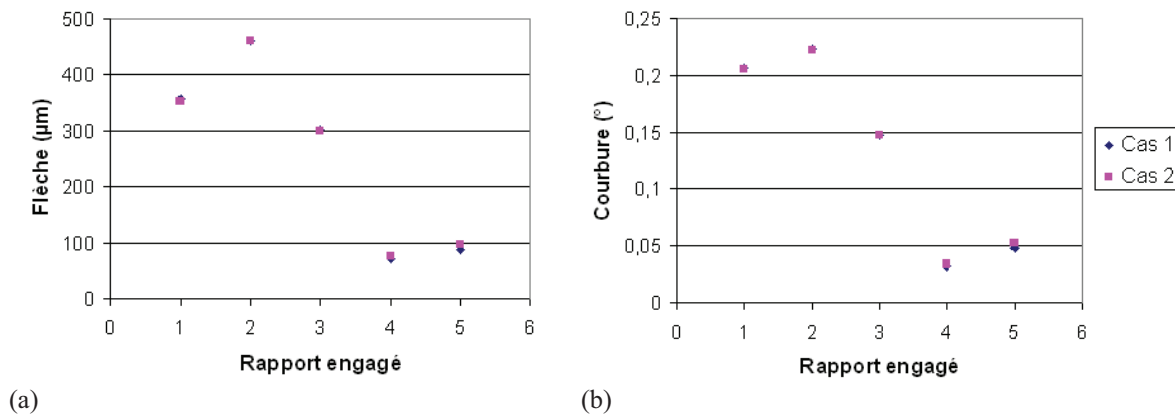 500
400
300
200
100
0
Flèche (µm)
0 1 2 3 4 5 6
Rapport engagé
(a)
0,25
0,2
0,15
0,1
0,05
0
Courbure (°)
0 1 2 3 4 5 6
Rapport engagé
(b)
Cas 1
Cas 2